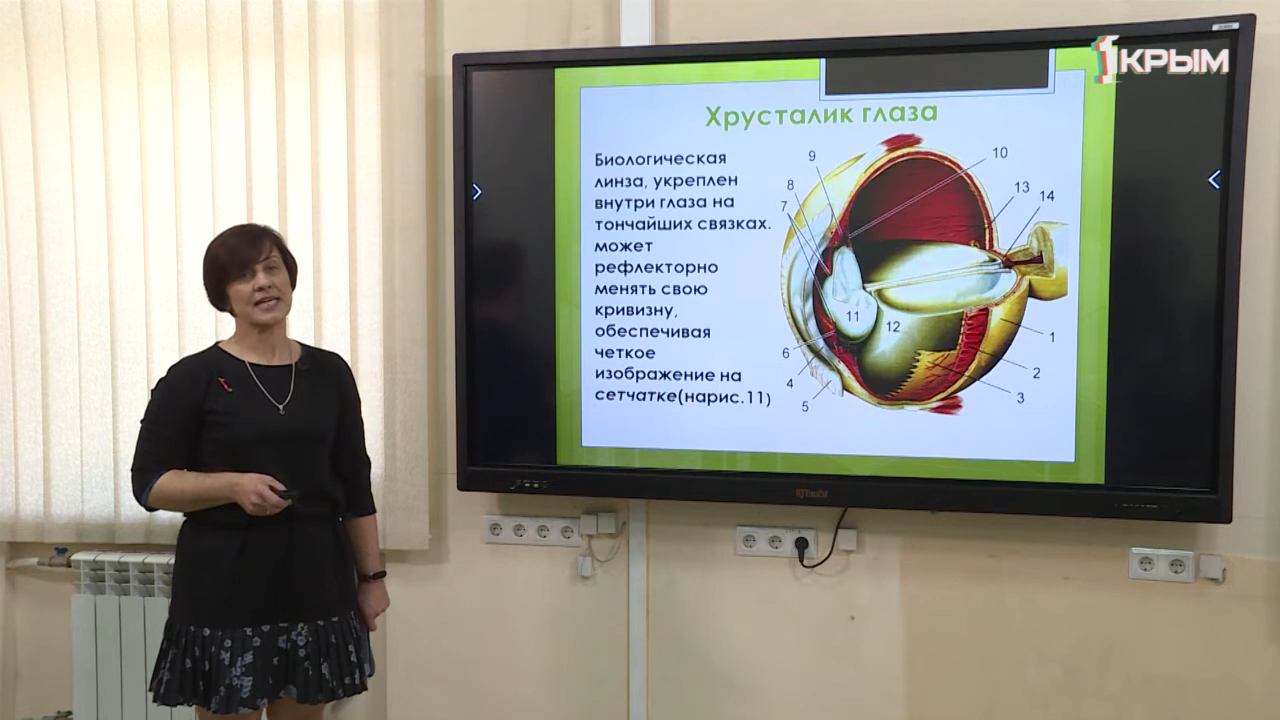 1КРЫМ
Хрусталик глаза
Биологическая
линза, укреплен
внутри глаза на
тончайших связках.
может
рефлекторно
менять свою
кривизну,
обеспечивая
четкое
изображение на
сетчатке(нарис.11)
9
10
8
13
7
14
11
12
1
6
2
4
3
5